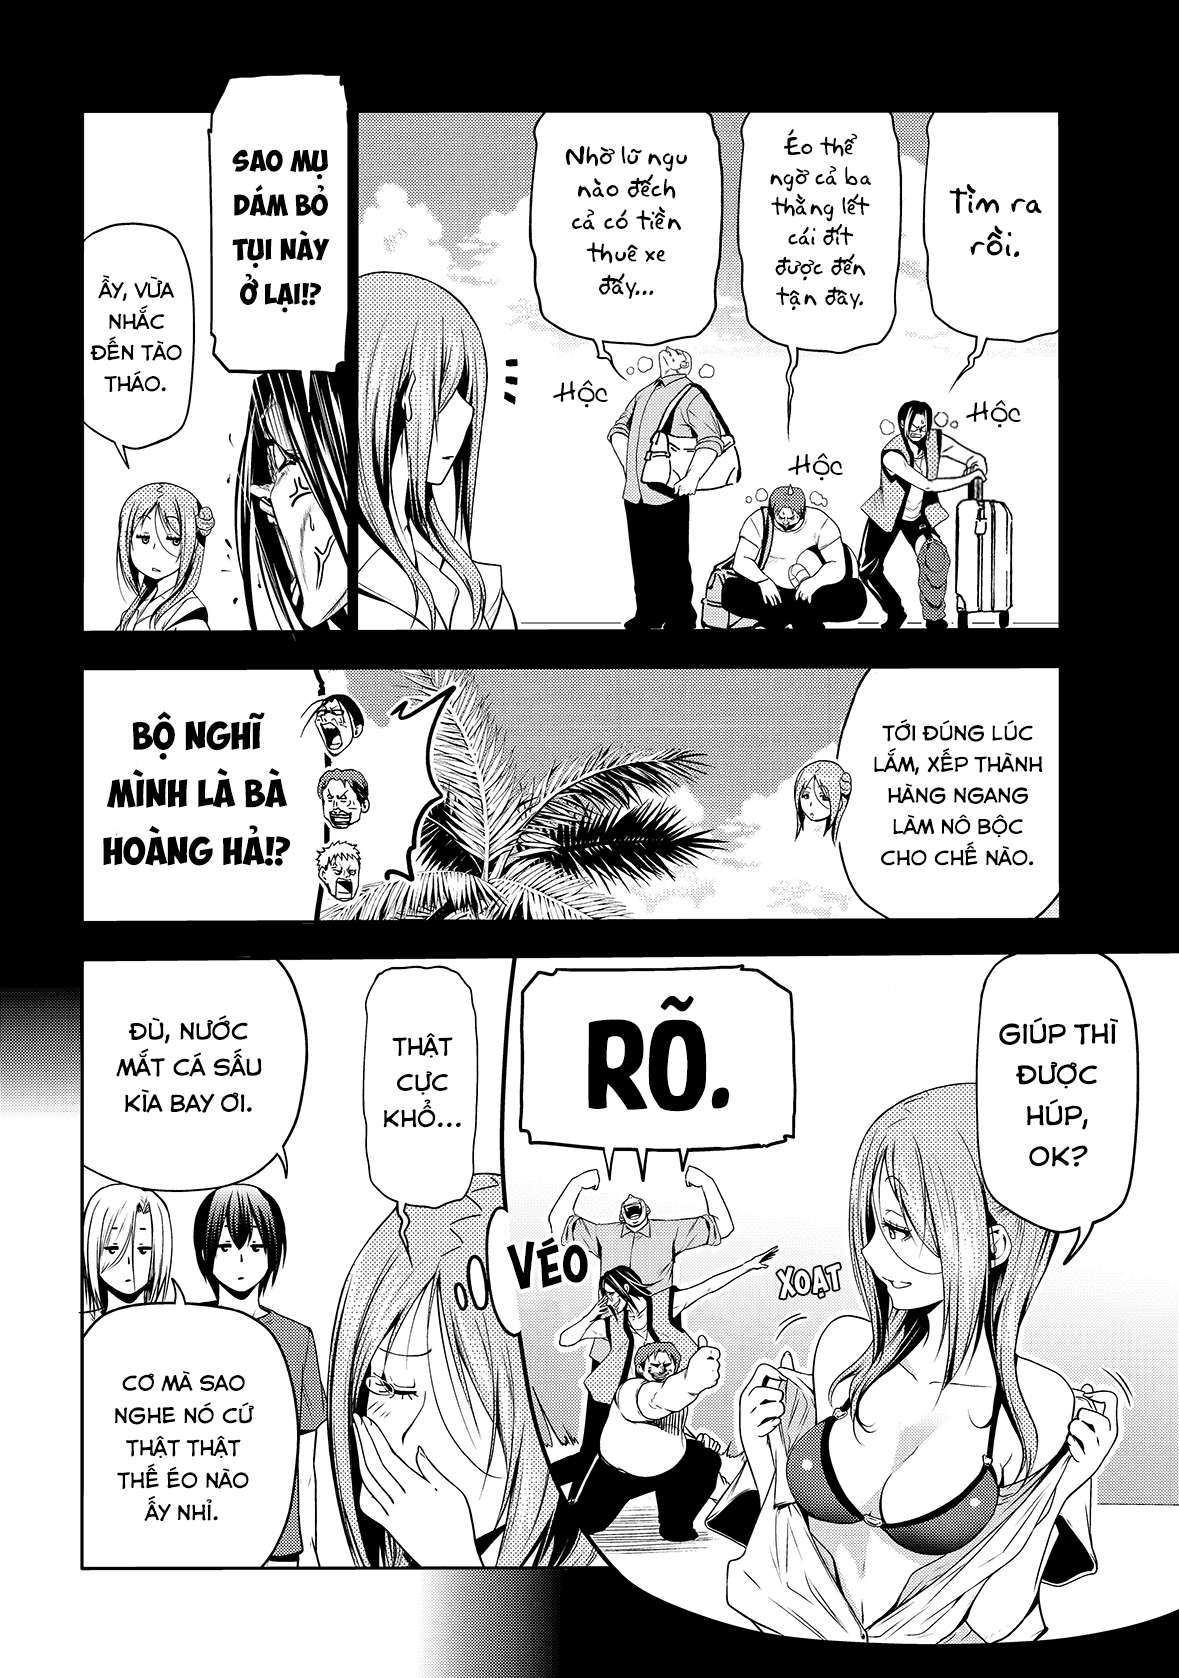 Tìm ra
rồi.
Éo thể
ngờ cả ba
thằng lết
cái đít
được đến
tận đây.
Nhờ lũ ngu
nào đếch
cả có tiền
thuê xe
đấy...
HỘC
HỘC
HỘC
SAO MỤ
DÁM BỎ
TỤI NÀY
Ở LẠI!?
ẦY, VỪA
NHẮC
ĐẾN TÀO
THÁO.
TỚI ĐÚNG LÚC
LẮM, XẾP THÀNH
HÀNG NGANG
LÀM NÔ BỘC
CHO CHẾ NÀO.
BỘ NGHĨ
MÌNH LÀ BÀ
HOÀNG HẢ!?
GIÚP THÌ
ĐƯỢC
HÚP,
OK?
XOẠT
RÕ.
VÉO
THẬT
CỰC
KHỔ...
ĐÙ, NƯỚC
MẮT CÁ SẤU
KÌA BAY ƠI.
CƠ MÀ SAO
NGHE NÓ CỨ
THẬT THẬT
THẾ ÉO NÀO
ẤY NHỈ.